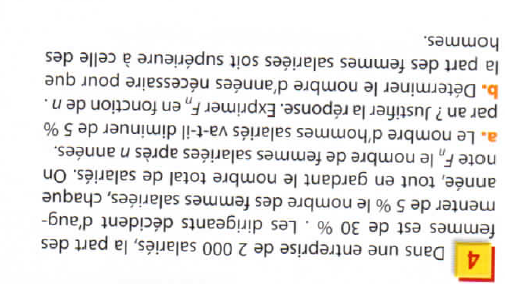 4 Dans une entreprise de 2 000 salariés, la part des
femmes est de 30 % . Les dirigeants décident d'aug-
menter de 5 % le nombre des femmes salariées, chaque
année, tout en gardant le nombre total de salariés. On
note Fn le nombre de femmes salariées après n années.
a. Le nombre d'hommes salariés va-t-il diminuer de 5 %
par an ? Justifier la réponse. Exprimer Fn en fonction de n.
b. Déterminer le nombre d'années nécessaire pour que
la part des femmes salariées soit supérieure à celle des
hommes.